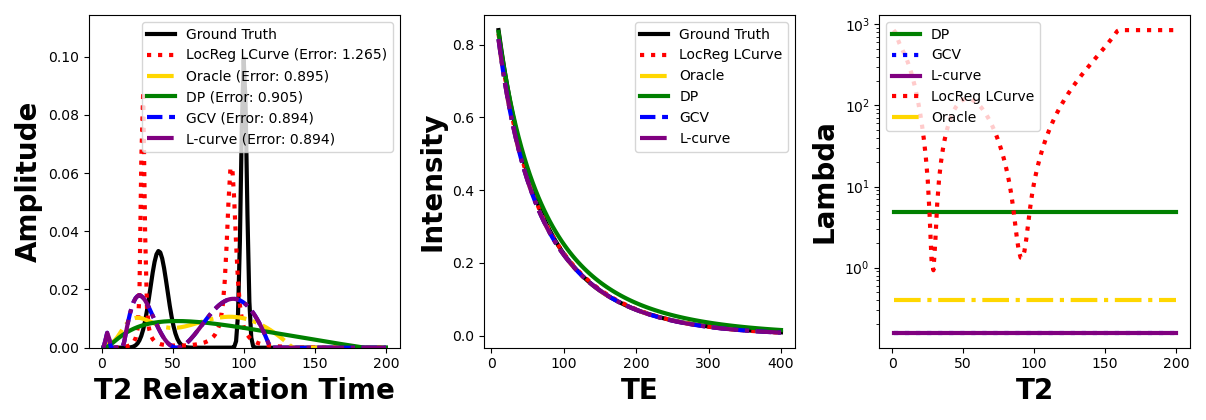 Amplitude
0.10
0.08
0.06
0.04
0.02
0.00
Ground Truth
LocReg LCurve (Error: 1.265)
Oracle (Error: 0.895)
DP (Error: 0.905)
GCV (Error: 0.894)
L-curve (Error: 0.894)
0 50 100 150 200
T2 Relaxation Time
Intensity
0.8
0.6
0.4
0.2
0.0
Ground Truth
LocReg LCurve
Oracle
DP
GCV
L-curve
0 100 200 300 400
TE
Lambda
10³
10²
10¹
10⁰
DP
GCV
L-curve
LocReg LCurve
Oracle
0 50 100 150 200
T2